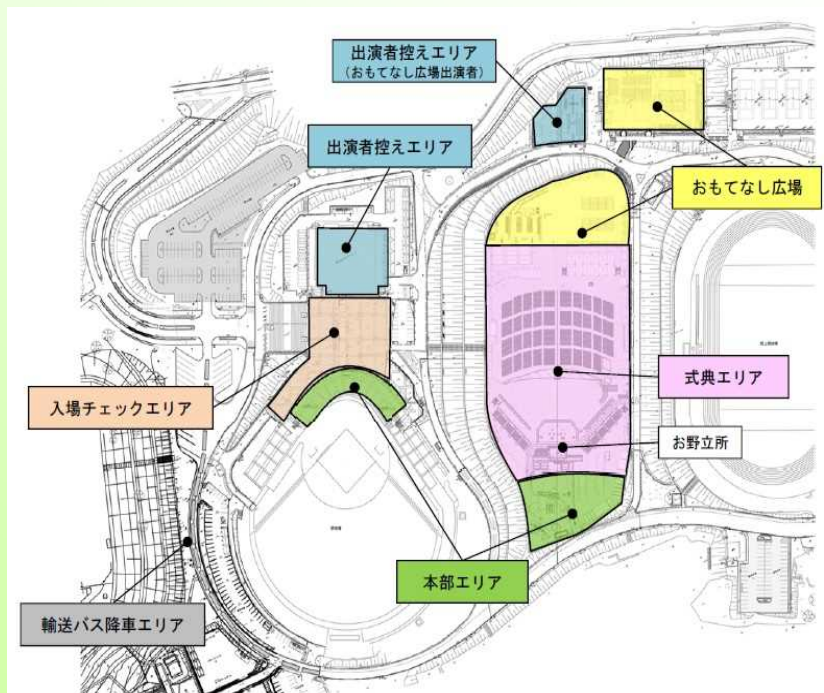 出演者控えエリア
（おもてなし広場出演者）
出演者控えエリア
おもてなし広場
式典エリア
入場チェックエリア
お野立所
本部エリア
輸送バス降車エリア